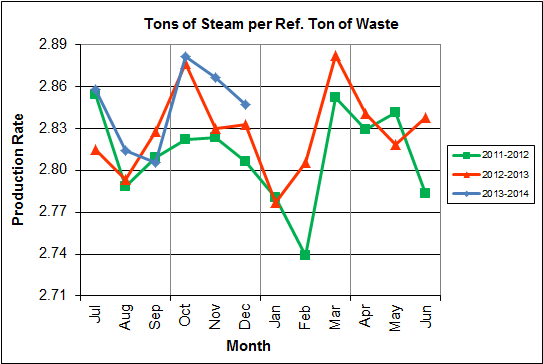 Tons of Steam per Ref. Ton of Waste
Production Rate
2.89
2.86
2.83
2.80
2.77
2.74
2.71
Jul Aug Sep Oct Nov Dec Jan Feb Mar Apr May Jun
Month
2011-2012
2012-2013
2013-2014